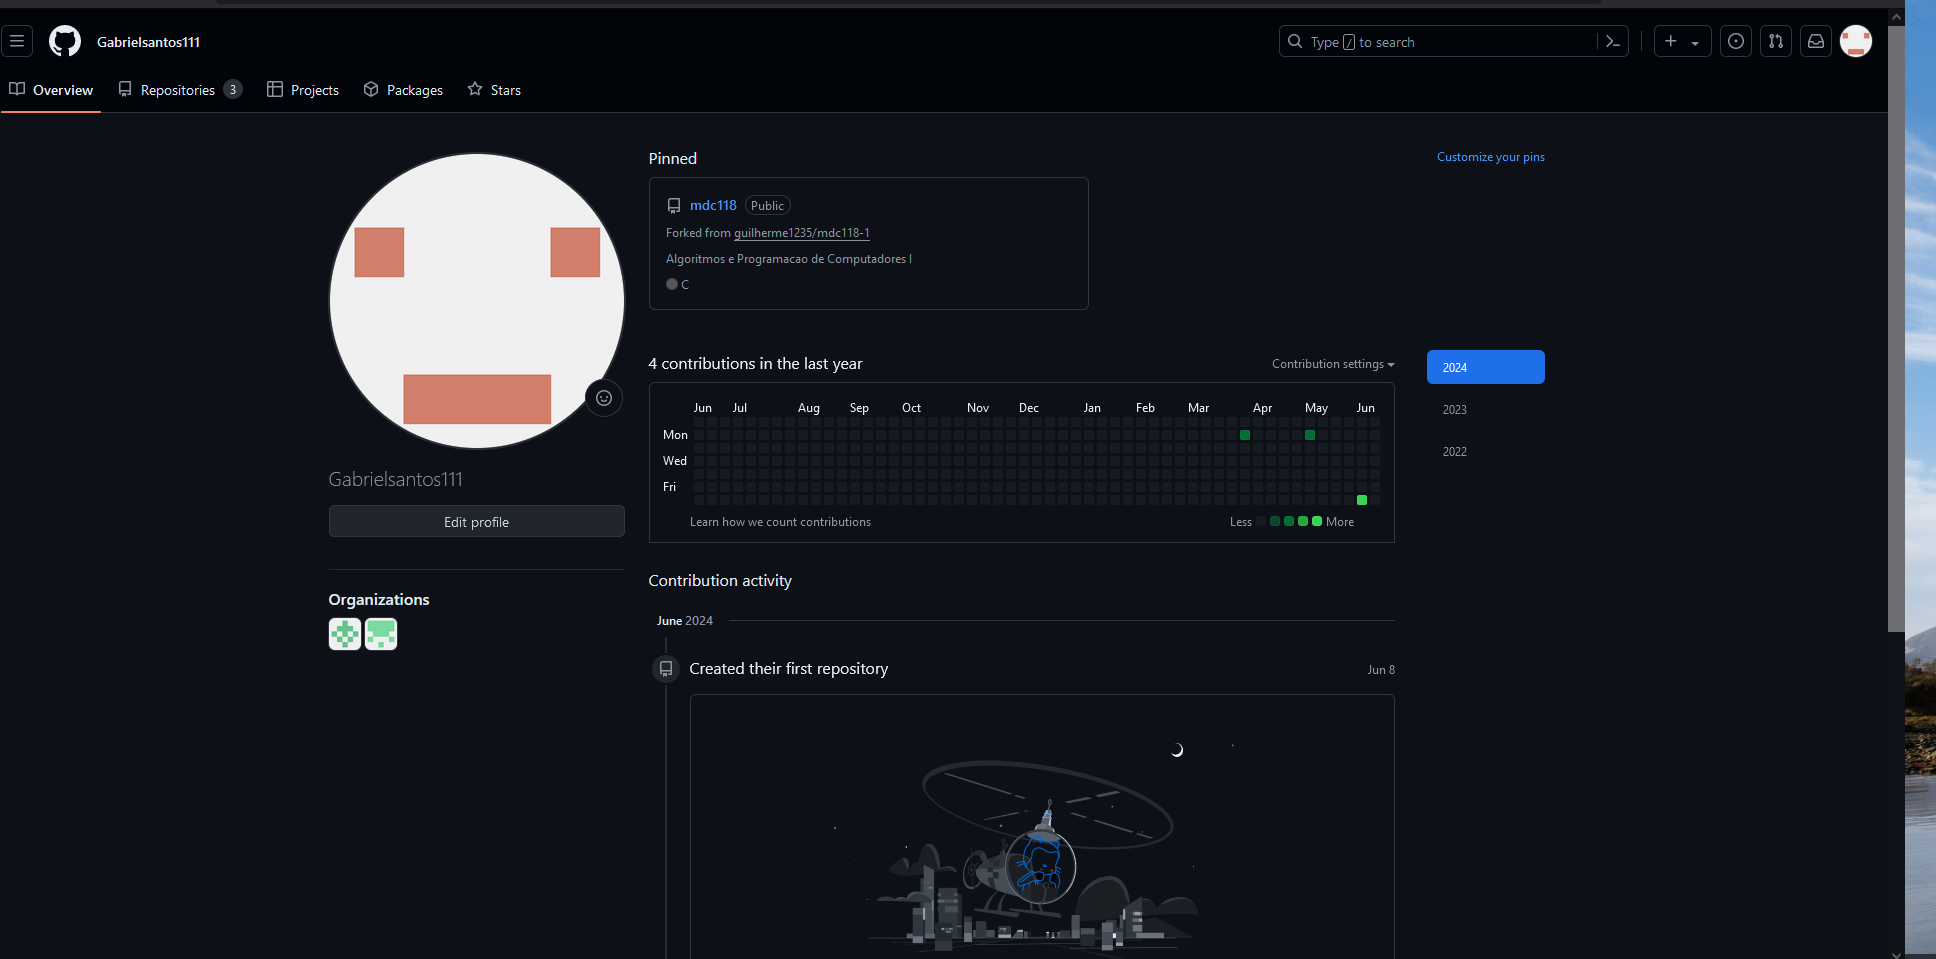 Gabrielsantos111
Type / to search
Overview
Repositories 3
Projects
Packages
Stars
Gabrielsantos111
Edit profile
Organizations
Pinned
Customize your pins
mdc118 Public
Forked from guilherme1235/mdc118-1
Algoritmos e Programacao de Computadores I
C
4 contributions in the last year
Contribution settings
2024
2023
2022
Jun Jul Aug Sep Oct Nov Dec Jan Feb Mar Apr May Jun
Mon
Wed
Fri
Learn how we count contributions
Less More
Contribution activity
June 2024
Created their first repository
Jun 8